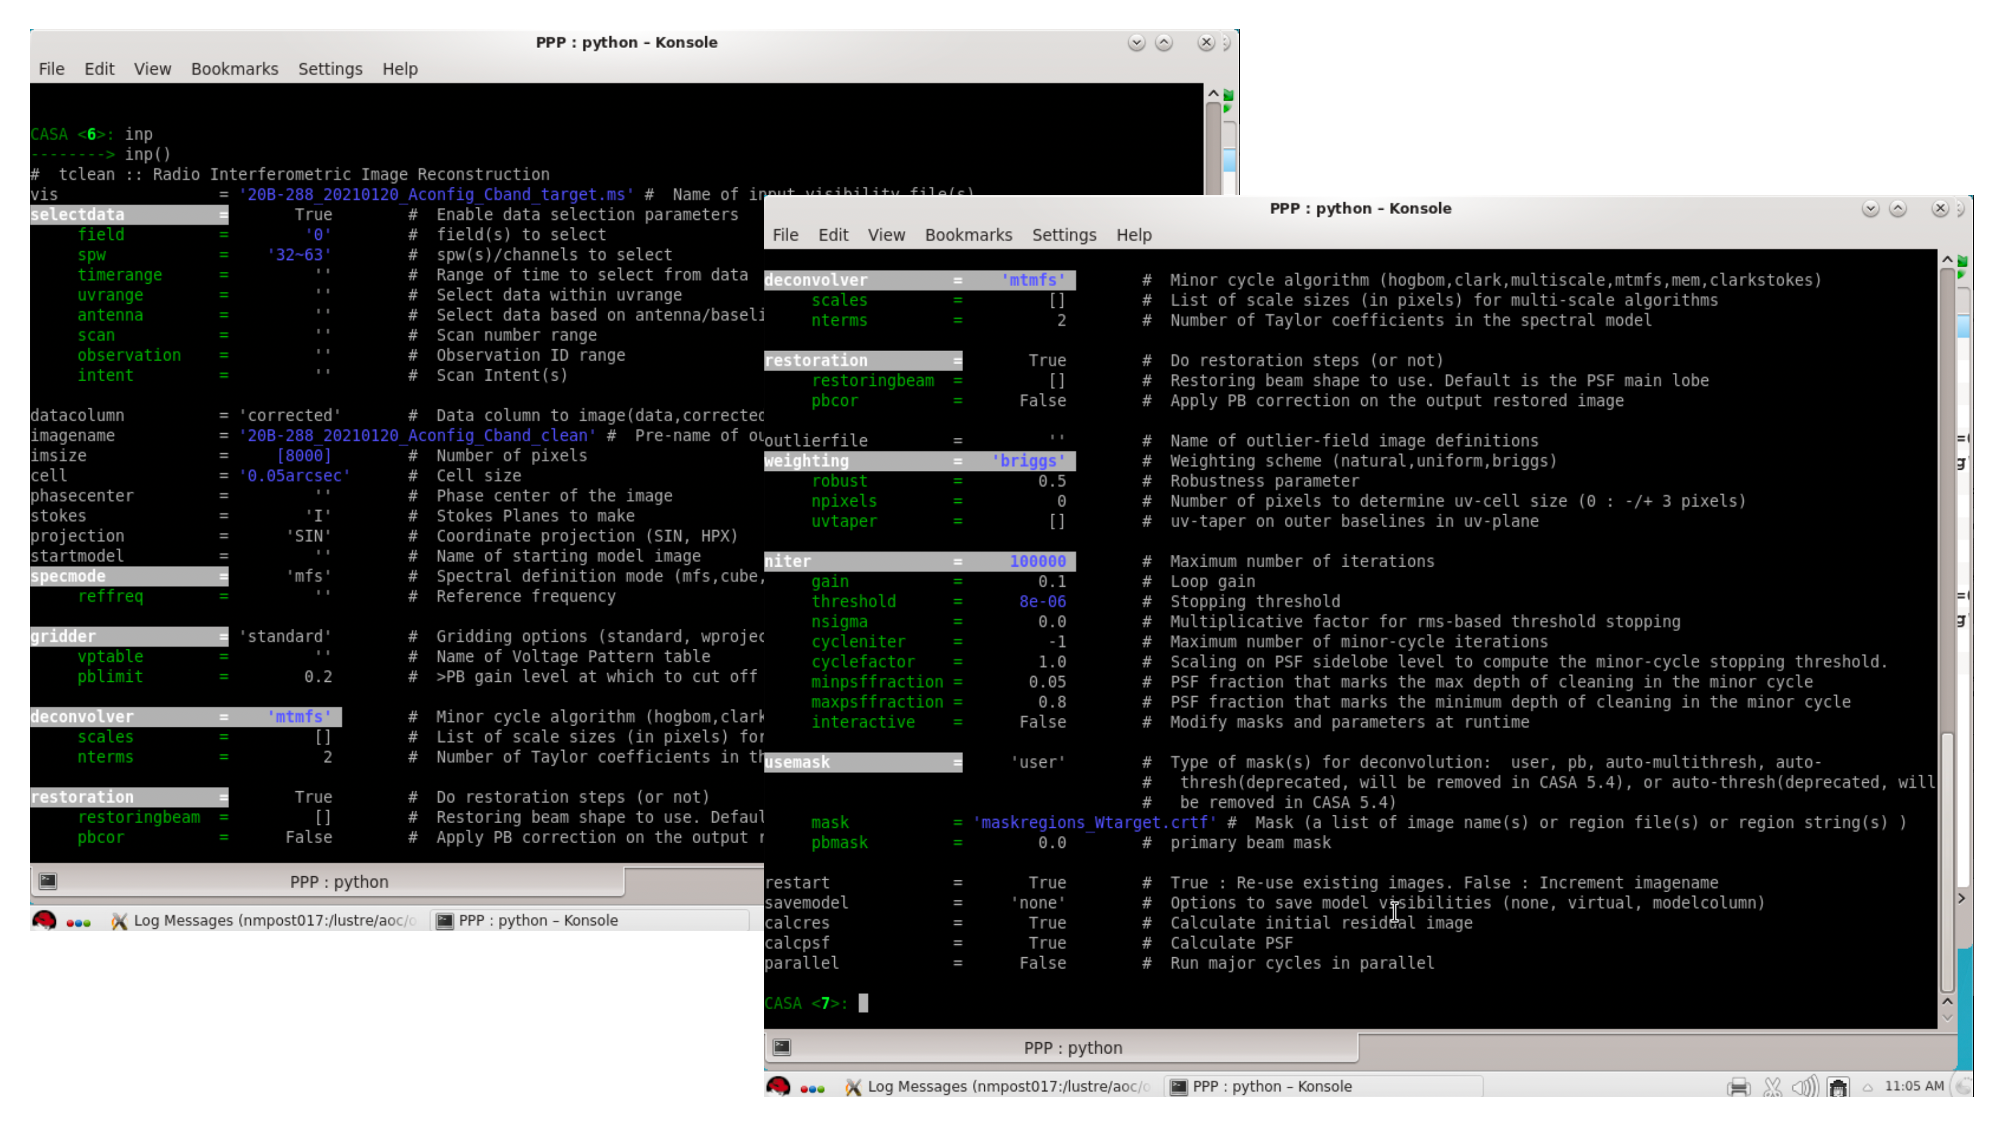 PPP : python – Konsole
File Edit View Bookmarks Settings Help
CASA <6>: inp
--------> inp()
# tclean :: Radio Interferometric Image Reconstruction
vis = '20B-288_20210120_Aconfig_Cband_target.ms' # Name of input visibility file(s)
selectdata = True # Enable data selection parameters
field = '0' # field(s) to select
spw = '32~63' # spw(s)/channels to select
timerange = '' # Range of time to select from data
uvrange = '' # Select data within uvrange
antenna = '' # Select data based on antenna/baseli
scan = '' # Scan number range
observation = '' # Observation ID range
intent = '' # Scan Intent(s)
datacolumn = 'corrected' # Data column to image(data,corrected
imagename = '20B-288_20210120_Aconfig_Cband_clean' # Pre-name of ou
imsize = [8000] # Number of pixels
cell = '0.05arcsec' # Cell size
phasecenter = '' # Phase center of the image
stokes = 'I' # Stokes Planes to make
projection = 'SIN' # Coordinate projection (SIN, HPX)
startmodel = '' # Name of starting model image
specmode = 'mfs' # Spectral definition mode (mfs,cube,
reffreq = '' # Reference frequency
gridder = 'standard' # Gridding options (standard, wprojec
vptable = '' # Name of Voltage Pattern table
pblimit = 0.2 # >PB gain level at which to cut off
deconvolver = 'mtmfs' # Minor cycle algorithm (hogbom,clark
scales = [] # List of scale sizes (in pixels) for
nterms = 2 # Number of Taylor coefficients in th
restoration = True # Do restoration steps (or not)
restoringbeam = [] # Restoring beam shape to use. Defaul
pbcor = False # Apply PB correction on the output r
PPP : python
Log Messages (nmpost017:/lustre/aoc/o PPP : python – Konsole
PPP : python – Konsole
File Edit View Bookmarks Settings Help
deconvolver = 'mtmfs' # Minor cycle algorithm (hogbom,clark,multiscale,mtmfs,mem,clarkstokes)
scales = [] # List of scale sizes (in pixels) for multi-scale algorithms
nterms = 2 # Number of Taylor coefficients in the spectral model
restoration = True # Do restoration steps (or not)
restoringbeam = [] # Restoring beam shape to use. Default is the PSF main lobe
pbcor = False # Apply PB correction on the output restored image
outlierfile = '' # Name of outlier-field image definitions
weighting = 'briggs' # Weighting scheme (natural,uniform,briggs)
robust = 0.5 # Robustness parameter
npixels = 0 # Number of pixels to determine uv-cell size (0 : -/+ 3 pixels)
uvtaper = [] # uv-taper on outer baselines in uv-plane
niter = 100000 # Maximum number of iterations
gain = 0.1 # Loop gain
threshold = 8e-06 # Stopping threshold
nsigma = 0.0 # Multiplicative factor for rms-based threshold stopping
cycleniter = -1 # Maximum number of minor-cycle iterations
cyclefactor = 1.0 # Scaling on PSF sidelobe level to compute the minor-cycle stopping threshold.
minpsffraction = 0.05 # PSF fraction that marks the max depth of cleaning in the minor cycle
maxpsffraction = 0.8 # PSF fraction that marks the minimum depth of cleaning in the minor cycle
interactive = False # Modify masks and parameters at runtime
usemask = 'user' # Type of mask(s) for deconvolution: user, pb, auto-multithresh, auto-
# thresh(deprecated, will be removed in CASA 5.4), or auto-thresh(deprecated, will
# be removed in CASA 5.4)
mask = 'maskregions_Wtarget.crtf' # Mask (a list of image name(s) or region file(s) or region string(s) )
pbmask = 0.0 # primary beam mask
restart = True # True : Re-use existing images. False : Increment imagename
savemodel = 'none' # Options to save model visibilities (none, virtual, modelcolumn)
calcres = True # Calculate initial residual image
calcpsf = True # Calculate PSF
parallel = False # Run major cycles in parallel
CASA <7>:
PPP : python
Log Messages (nmpost017:/lustre/aoc/o PPP : python – Konsole 11:05 AM